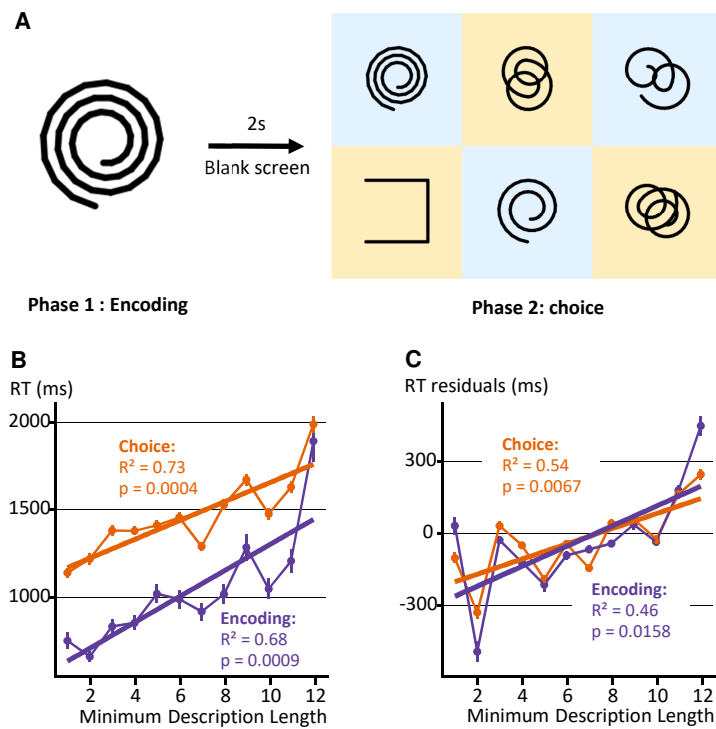 A
2s
Blank screen
Phase 1 : Encoding
Phase 2: choice
B
RT (ms)
2000
1500
1000
Choice:
R² = 0.73
p = 0.0004
Encoding:
R² = 0.68
p = 0.0009
2 4 6 8 10 12
Minimum Description Length
C
RT residuals (ms)
300
0
-300
Choice:
R² = 0.54
p = 0.0067
Encoding:
R² = 0.46
p = 0.0158
2 4 6 8 10 12
Minimum Description Length